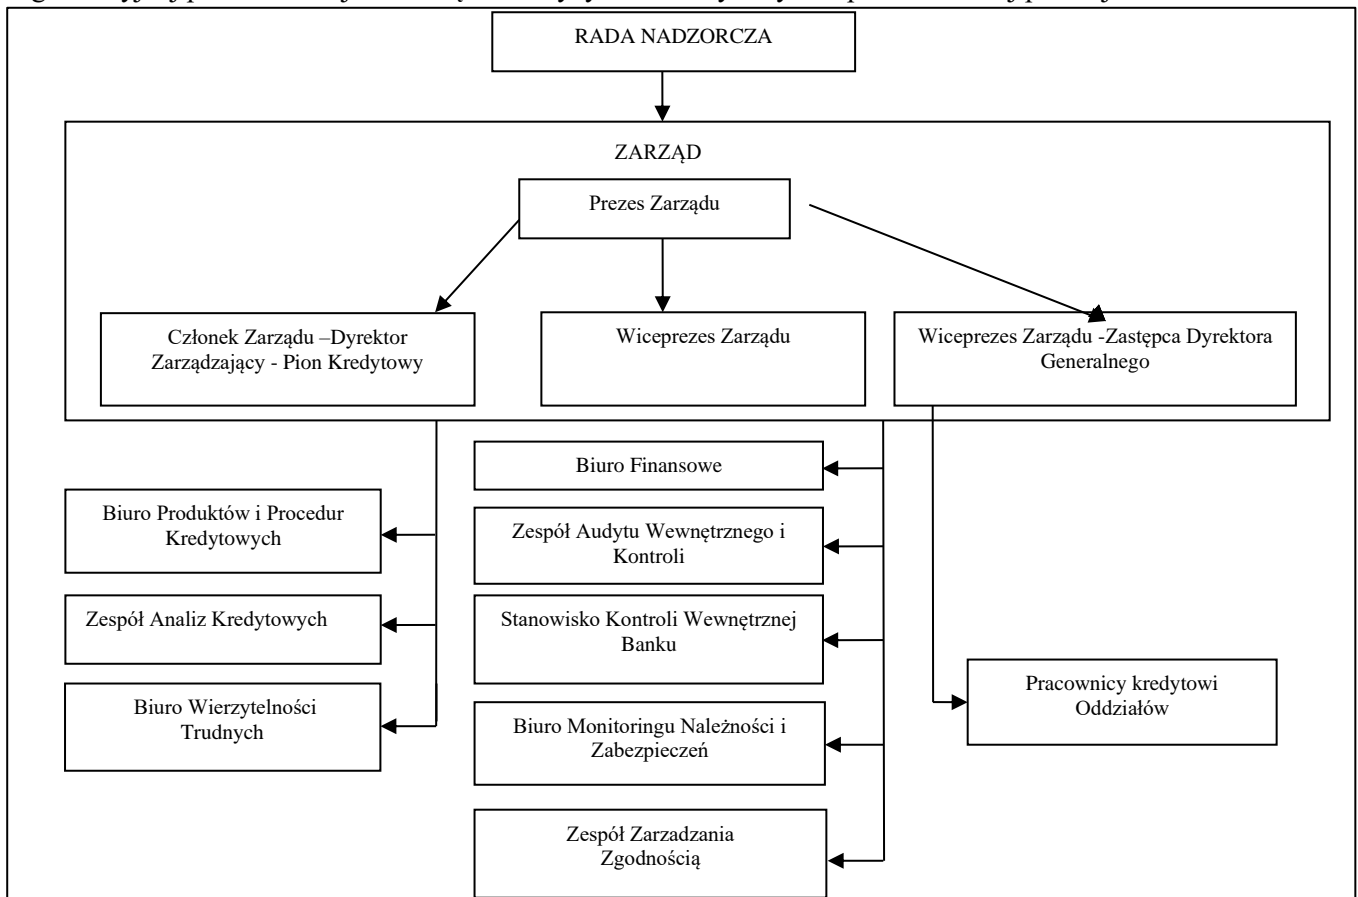 RADA NADZORCZA
ZARZĄD
Prezes Zarządu
Członek Zarządu –Dyrektor
Zarządzający - Pion Kredytowy
Wiceprezes Zarządu
Wiceprezes Zarządu -Zastępca Dyrektora
Generalnego
Biuro Finansowe
Biuro Produktów i Procedur
Kredytowych
Zespół Audytu Wewnętrznego i
Kontroli
Zespół Analiz Kredytowych
Stanowisko Kontroli Wewnętrznej
Banku
Pracownicy kredytowi
Oddziałów
Biuro Wierzytelności
Trudnych
Biuro Monitoringu Należności i
Zabezpieczeń
Zespół Zarzadzania
Zgodnością